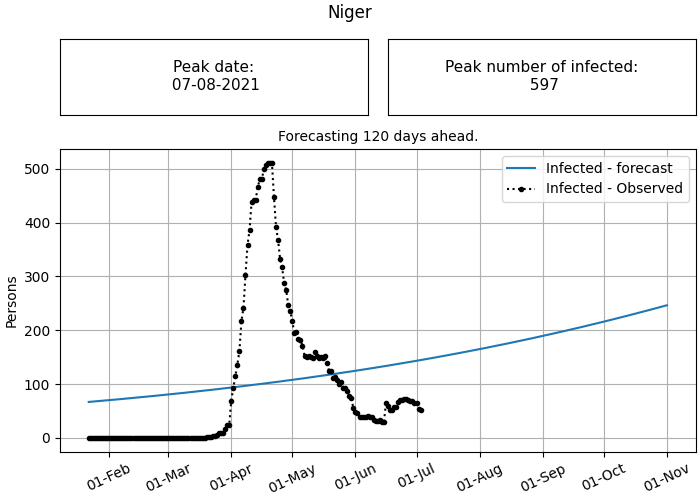 Niger
Peak date:
07-08-2021
Peak number of infected:
597
Forecasting 120 days ahead.
Infected - forecast
Infected - Observed
Persons
500
400
300
200
100
0
01-Feb
01-Mar
01-Apr
01-May
01-Jun
01-Jul
01-Aug
01-Sep
01-Oct
01-Nov